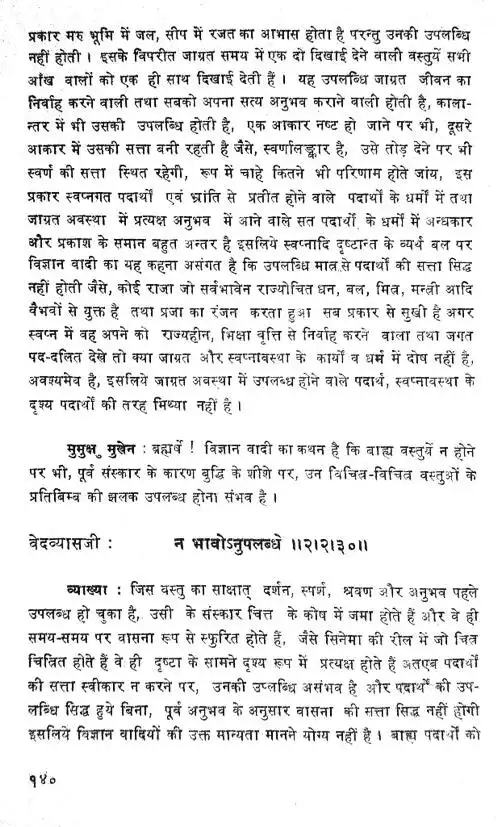 प्रकार मरु भूमि में जल, सीप में रजत का आभास होता है परन्तु उनकी उपलब्धि
नहीं होती। इसके विपरीत जाग्रत समय में एक दो दिखाई देने वाली वस्तुयें सभी
आँख वालों को एक ही साथ दिखाई देती हैं। यह उपलब्धि जाग्रत जीवन का
निर्वाह करने वाली तथा सबको अपना सत्य अनुभव कराने वाली होती है, काला-
न्तर में भी उसकी उपलब्धि होती है, एक आकार नष्ट हो जाने पर भी, दूसरे
आकार में उसकी सत्ता बनी रहती है जैसे, स्वर्णालङ्कार है, उसे तोड़ देने पर भी
स्वर्ण की सत्ता स्थित रहेगी, रूप में चाहे कितने भी परिणाम होते जांय, इस
प्रकार स्वप्नगत पदार्थों एवं भ्रांति से प्रतीत होने वाले पदार्थों के धर्मों में तथा
जाग्रत अवस्था में प्रत्यक्ष अनुभव में आने वाले सत पदार्थों के धर्मों में अन्धकार
और प्रकाश के समान बहुत अन्तर है इसलिये स्वप्नादि दृष्टान्त के व्यर्थ बल पर
विज्ञान वादी का यह कहना असंगत है कि उपलब्धि मात्र से पदार्थ की सत्ता सिद्ध
नहीं होती जैसे, कोई राजा जो सर्वभावेन राज्योचित धन, बल, मित्र, मन्त्री आदि
वैभवों से युक्त है तथा प्रजा का रंजन करता हुआ सब प्रकार से सुखी है अगर
स्वप्न में वह अपने को राज्यहीन, भिक्षा वृत्ति से निर्वाह करने वाला तथा जगत
पद-दलित देखे तो क्या जाग्रत और स्वप्नावस्था के कार्यों व धर्म में दोष नहीं है,
अवश्यमेव है, इसलिये जाग्रत अवस्था में उपलब्ध होने वाले पदार्थ, स्वप्नावस्था के
दृश्य पदार्थों की तरह मिथ्या नहीं है।
मुमुक्षु मुखेन : ब्रह्मर्षे ! विज्ञान वादी का कथन है कि बाह्य वस्तुयें न होने
पर भी, पूर्व संस्कार के कारण बुद्धि के शीशे पर, उन विचित्र-विचित्र वस्तुओं के
प्रतिबिम्ब की झलक उपलब्ध होना संभव है।
वेदव्यासजी : न भावोऽनुपलब्धे ॥२।२।३०॥
व्याख्या : जिस वस्तु का साक्षात् दर्शन, स्पर्श, श्रवण और अनुभव पहले
उपलब्ध हो चुका है, उसी के संस्कार चित्त के कोष में जमा होते हैं और वे ही
समय-समय पर वासना रूप से स्फुरित होते हैं, जैसे सिनेमा की रील में जो चित्र
चित्रित होते हैं वे ही दृष्टा के सामने दृश्य रूप में प्रत्यक्ष होते हैं अतएव पदार्थों
की सत्ता स्वीकार न करने पर, उनकी उप्लब्धि असंभव है और पदार्थों की उप-
लब्धि सिद्ध हुये बिना, पूर्व अनुभव के अनुसार वासना की सत्ता सिद्ध नहीं होगी
इसलिये विज्ञान वादियों की उक्त मान्यता मानने योग्य नहीं है। बाह्य पदार्थों को
१४०